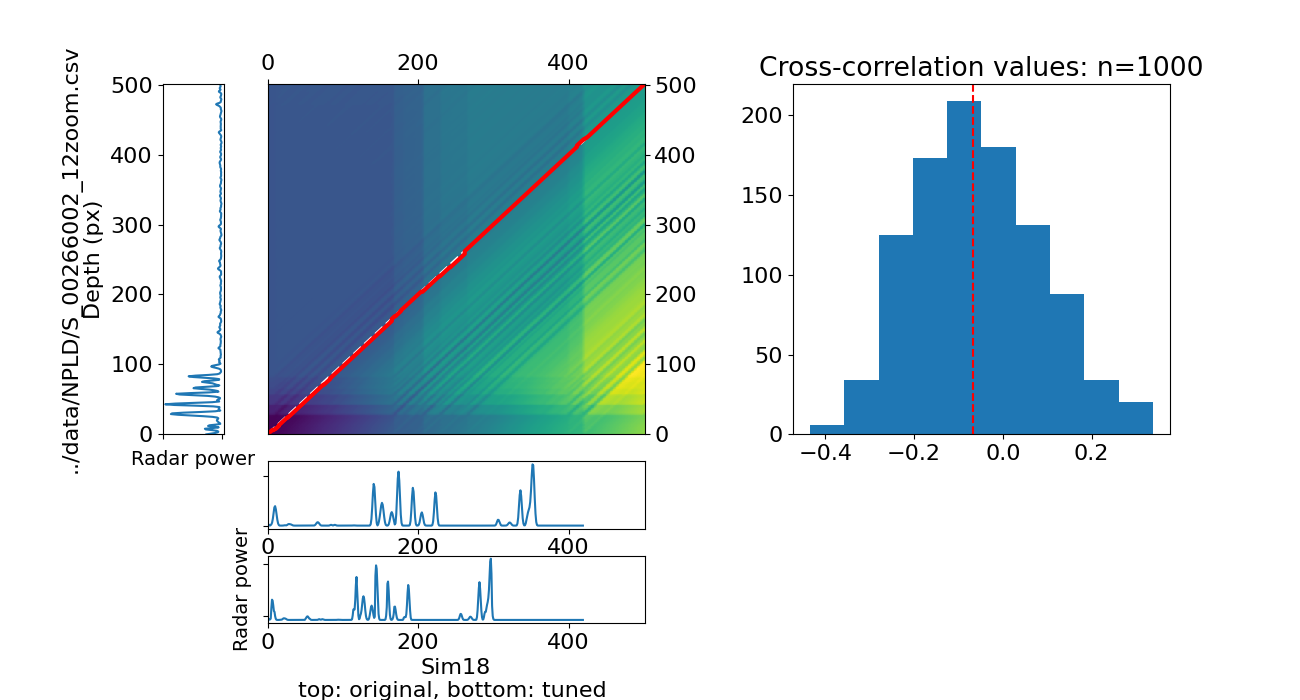 Cross-correlation values: n=1000
../data/NPLD/S_00266002_12zoom.csv
Depth (px)
0 200 400
500
400
300
200
100
0
500
400
300
200
100
0
Radar power
200
150
100
50
0
−0.4 −0.2 0.0 0.2
0 200 400
Radar power
0 200 400
Sim18
top: original, bottom: tuned